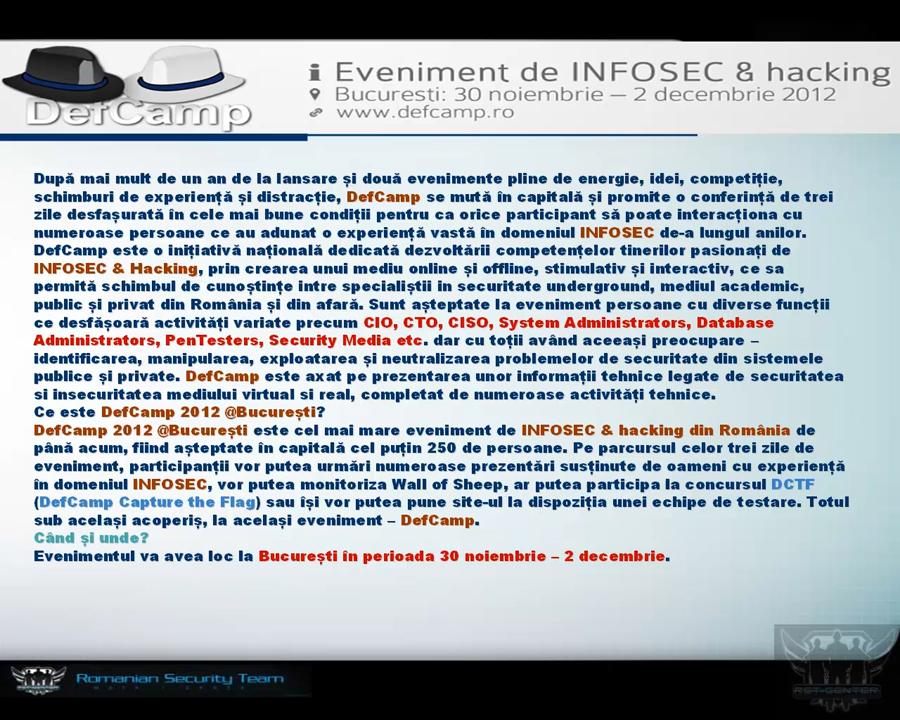 DefCamp
Eveniment de INFOSEC & hacking
Bucuresti: 30 noiembrie – 2 decembrie 2012
www.defcamp.ro
După mai mult de un an de la lansare și două evenimente pline de energie, idei, competiție,
schimburi de experiență și distracție, DefCamp se mută în capitală și promite o conferință de trei
zile desfașurată în cele mai bune condiții pentru ca orice participant să poate interacționa cu
numeroase persoane ce au adunat o experiență vastă în domeniul INFOSEC de-a lungul anilor.
DefCamp este o inițiativă națională dedicată dezvoltării competențelor tinerilor pasionați de
INFOSEC & Hacking, prin crearea unui mediu online și offline, stimulativ și interactiv, ce sa
permită schimbul de cunoștințe intre specialiștii in securitate underground, mediul academic,
public și privat din România și din afară. Sunt așteptate la eveniment persoane cu diverse funcții
ce desfășoară activități variate precum CIO, CTO, CISO, System Administrators, Database
Administrators, PenTesters, Security Media etc. dar cu toții având aceeași preocupare –
identificarea, manipularea, exploatarea și neutralizarea problemelor de securitate din sistemele
publice și private. DefCamp este axat pe prezentarea unor informații tehnice legate de securitatea
si insecuritatea mediului virtual si real, completat de numeroase activități tehnice.
Ce este DefCamp 2012 @București?
DefCamp 2012 @București este cel mai mare eveniment de INFOSEC & hacking din România de
până acum, fiind așteptate în capitală cel puțin 250 de persoane. Pe parcursul celor trei zile de
eveniment, participanții vor putea urmări numeroase prezentări susținute de oameni cu experiență
în domeniul INFOSEC, vor putea monitoriza Wall of Sheep, ar putea participa la concursul DCTF
(DefCamp Capture the Flag) sau își vor putea pune site-ul la dispoziția unei echipe de testare. Totul
sub același acoperiș, la același eveniment – DefCamp.
Când și unde?
Evenimentul va avea loc la București în perioada 30 noiembrie – 2 decembrie.
Romanian Security Team
RST-CENTER